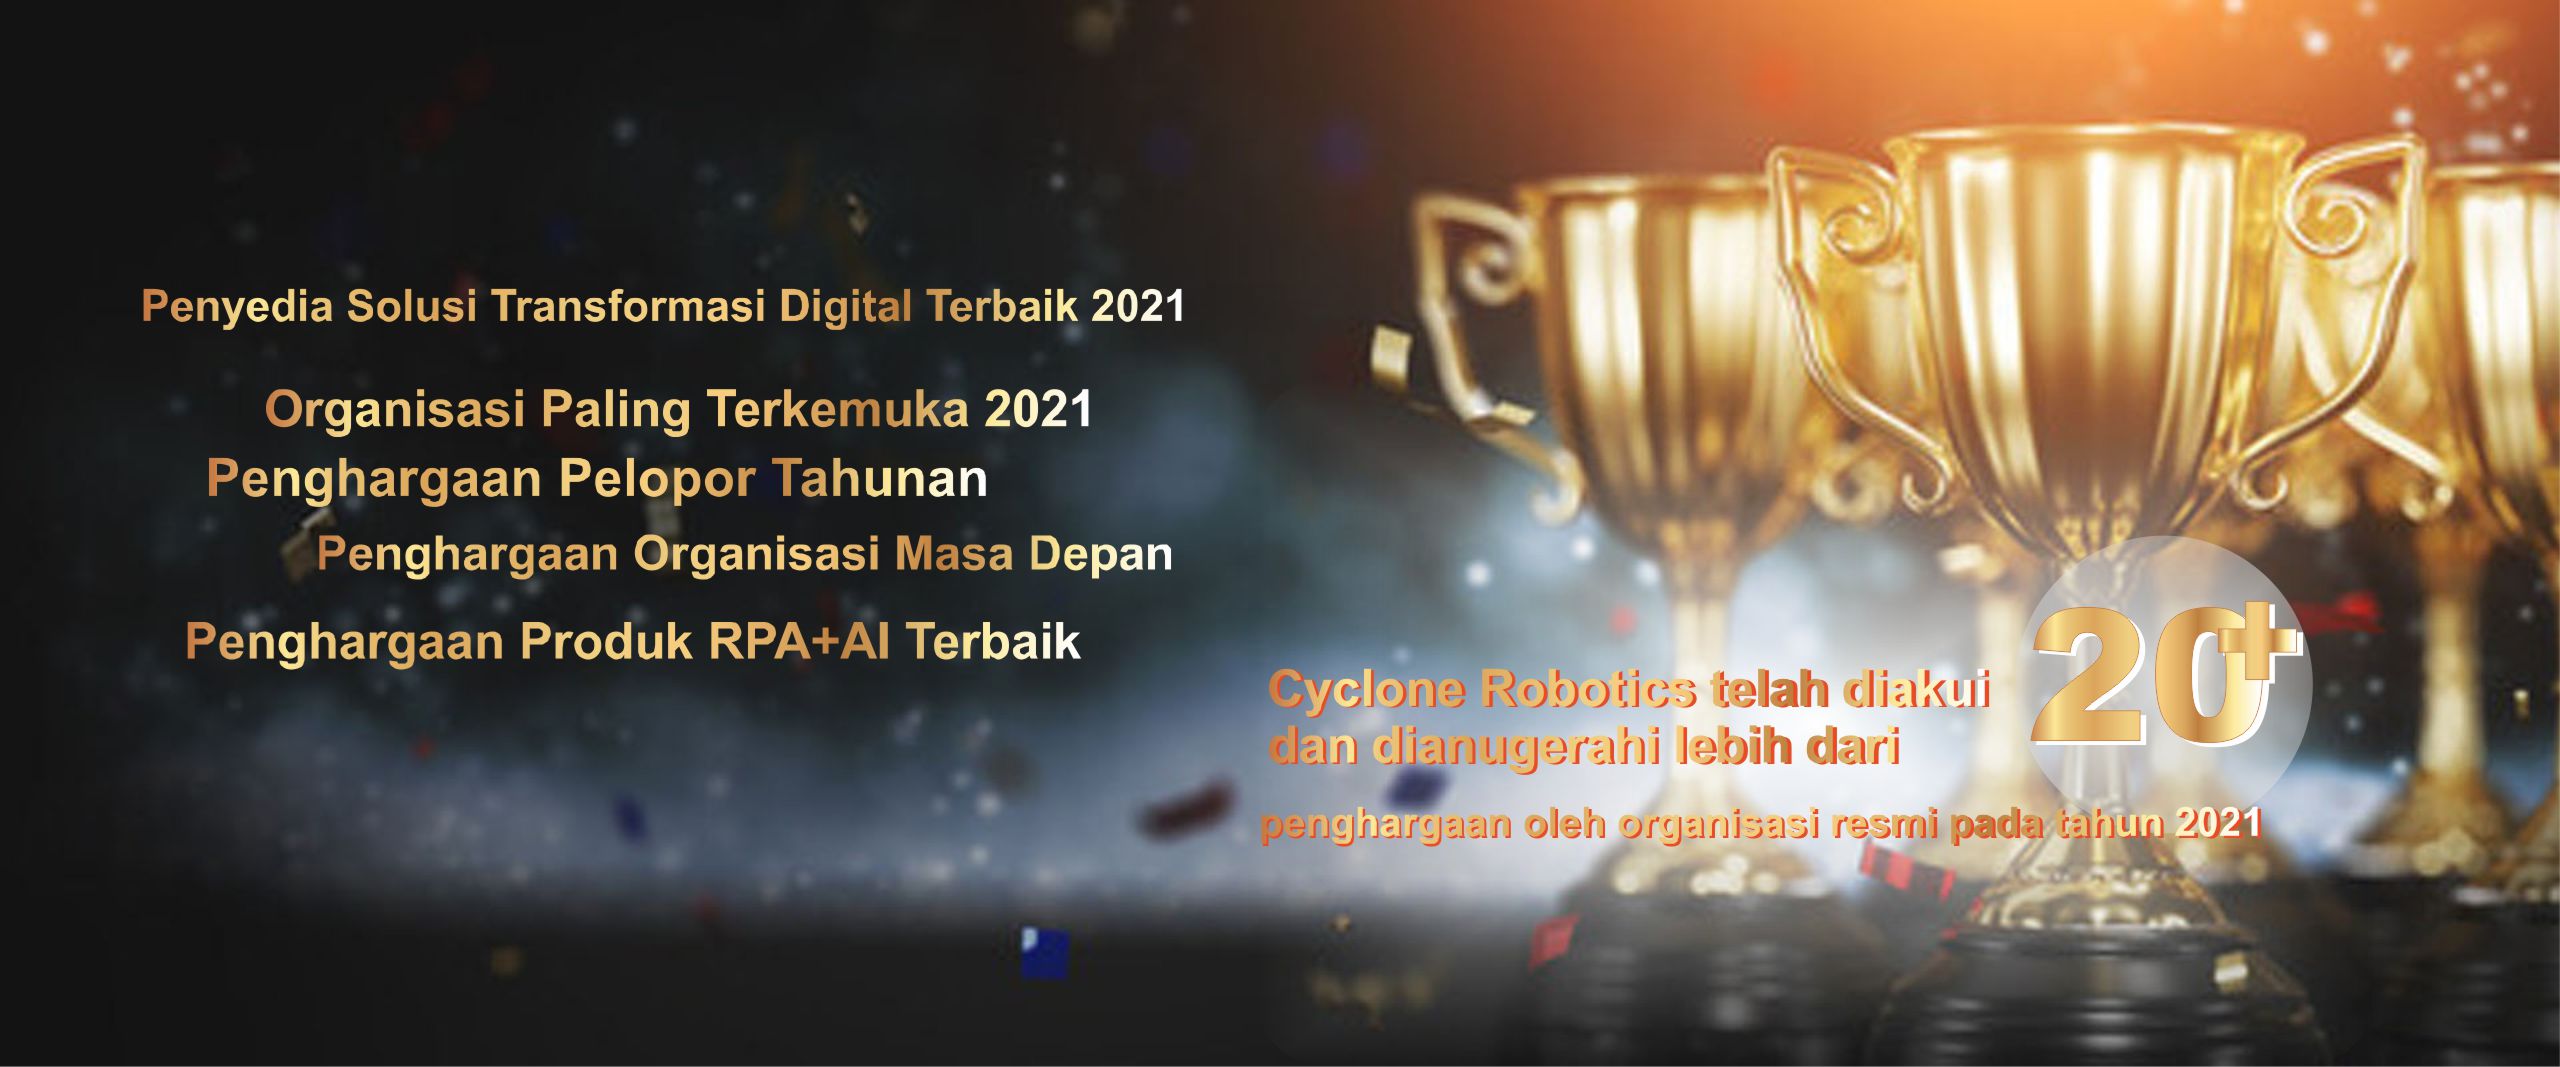 Penyedia Solusi Transformasi Digital Terbaik 2021
Organisasi Paling Terkemuka 2021
Penghargaan Pelopor Tahunan
Penghargaan Organisasi Masa Depan
Penghargaan Produk RPA+AI Terbaik
Cyclone Robotics telah diakui
dan dianugerahi lebih dari
20+
penghargaan oleh organisasi resmi pada tahun 2021